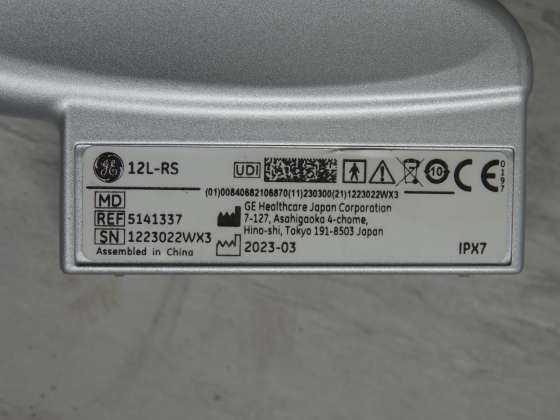 GE 12L-RS UDI 10 CE 0197
(01)00840682106870(11)230300(21)1223022WX3
MD
REF 5141337
SN 1223022WX3
Assembled in China
GE Healthcare Japan Corporation
7-127, Asahigaoka 4-chome,
Hino-shi, Tokyo 191-8503 Japan
2023-03
IPX7